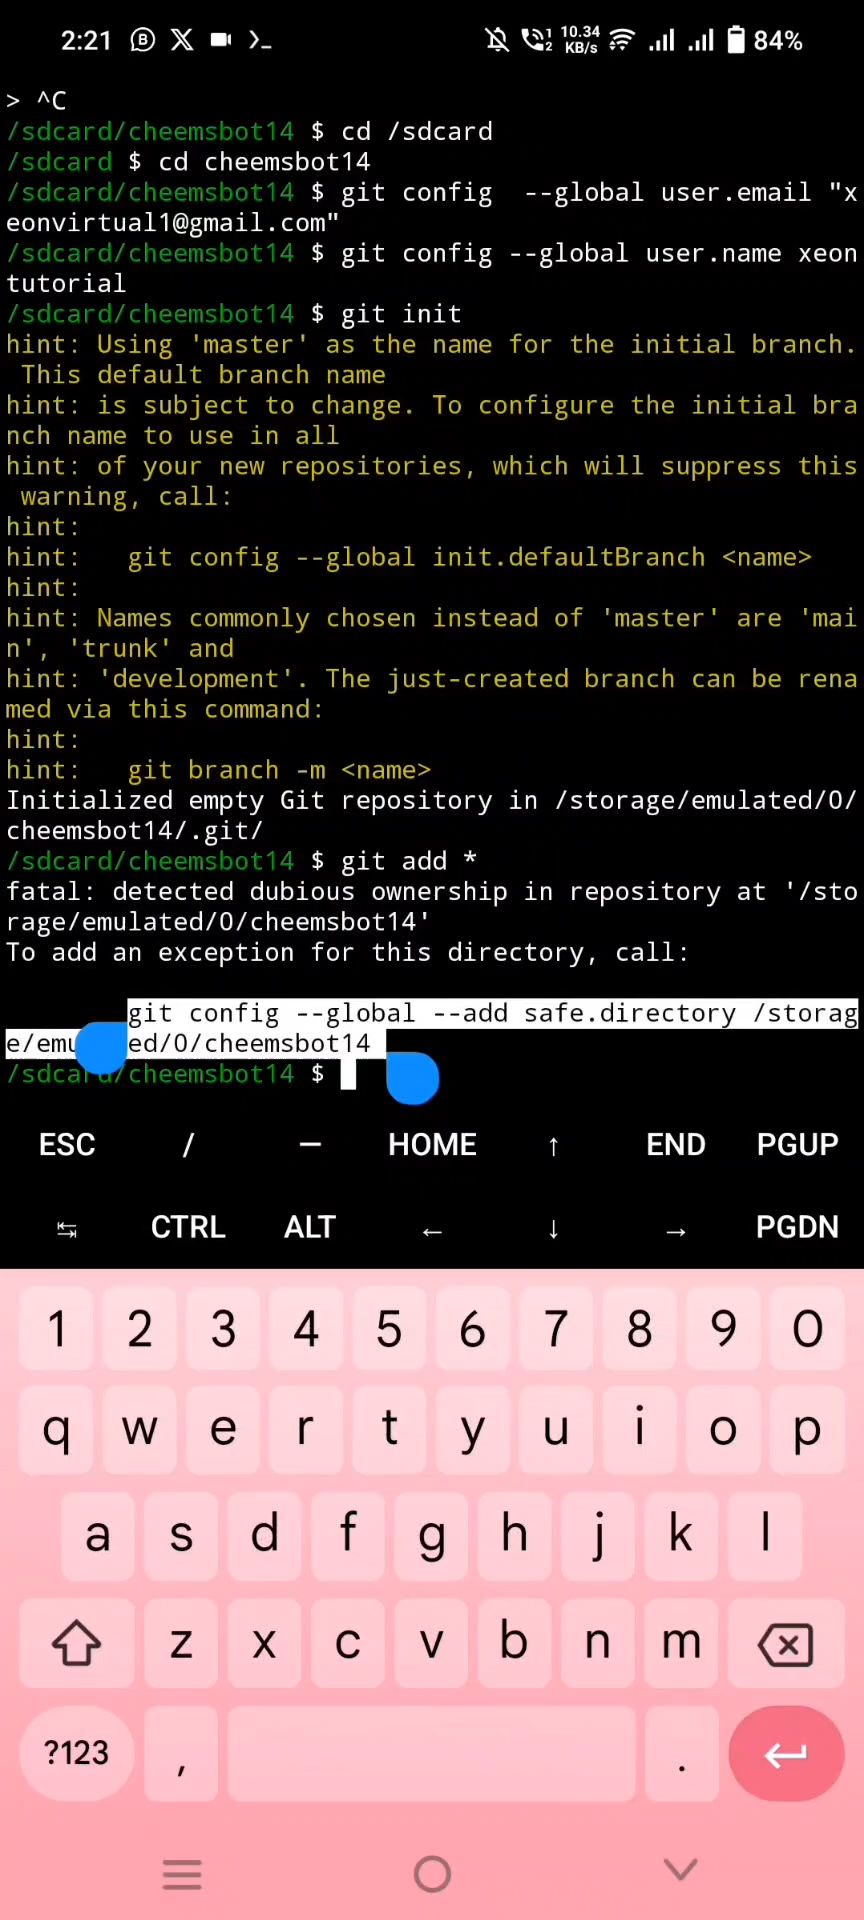 2:21 10.34 KB/s 84%
> ^C
/sdcard/cheemsbot14 $ cd /sdcard
/sdcard $ cd cheemsbot14
/sdcard/cheemsbot14 $ git config  --global user.email "x
eonvirtual1@gmail.com"
/sdcard/cheemsbot14 $ git config --global user.name xeon
tutorial
/sdcard/cheemsbot14 $ git init
hint: Using 'master' as the name for the initial branch.
 This default branch name
hint: is subject to change. To configure the initial bra
nch name to use in all
hint: of your new repositories, which will suppress this
 warning, call:
hint:
hint:   git config --global init.defaultBranch <name>
hint:
hint: Names commonly chosen instead of 'master' are 'mai
n', 'trunk' and
hint: 'development'. The just-created branch can be rena
med via this command:
hint:
hint:   git branch -m <name>
Initialized empty Git repository in /storage/emulated/0/
cheemsbot14/.git/
/sdcard/cheemsbot14 $ git add *
fatal: detected dubious ownership in repository at '/sto
rage/emulated/0/cheemsbot14'
To add an exception for this directory, call:
        git config --global --add safe.directory /storag
e/emulated/0/cheemsbot14
/sdcard/cheemsbot14 $
ESC / — HOME ↑ END PGUP
↹ CTRL ALT ← ↓ → PGDN
1 2 3 4 5 6 7 8 9 0
q w e r t y u i o p
a s d f g h j k l
z x c v b n m
?123 , .